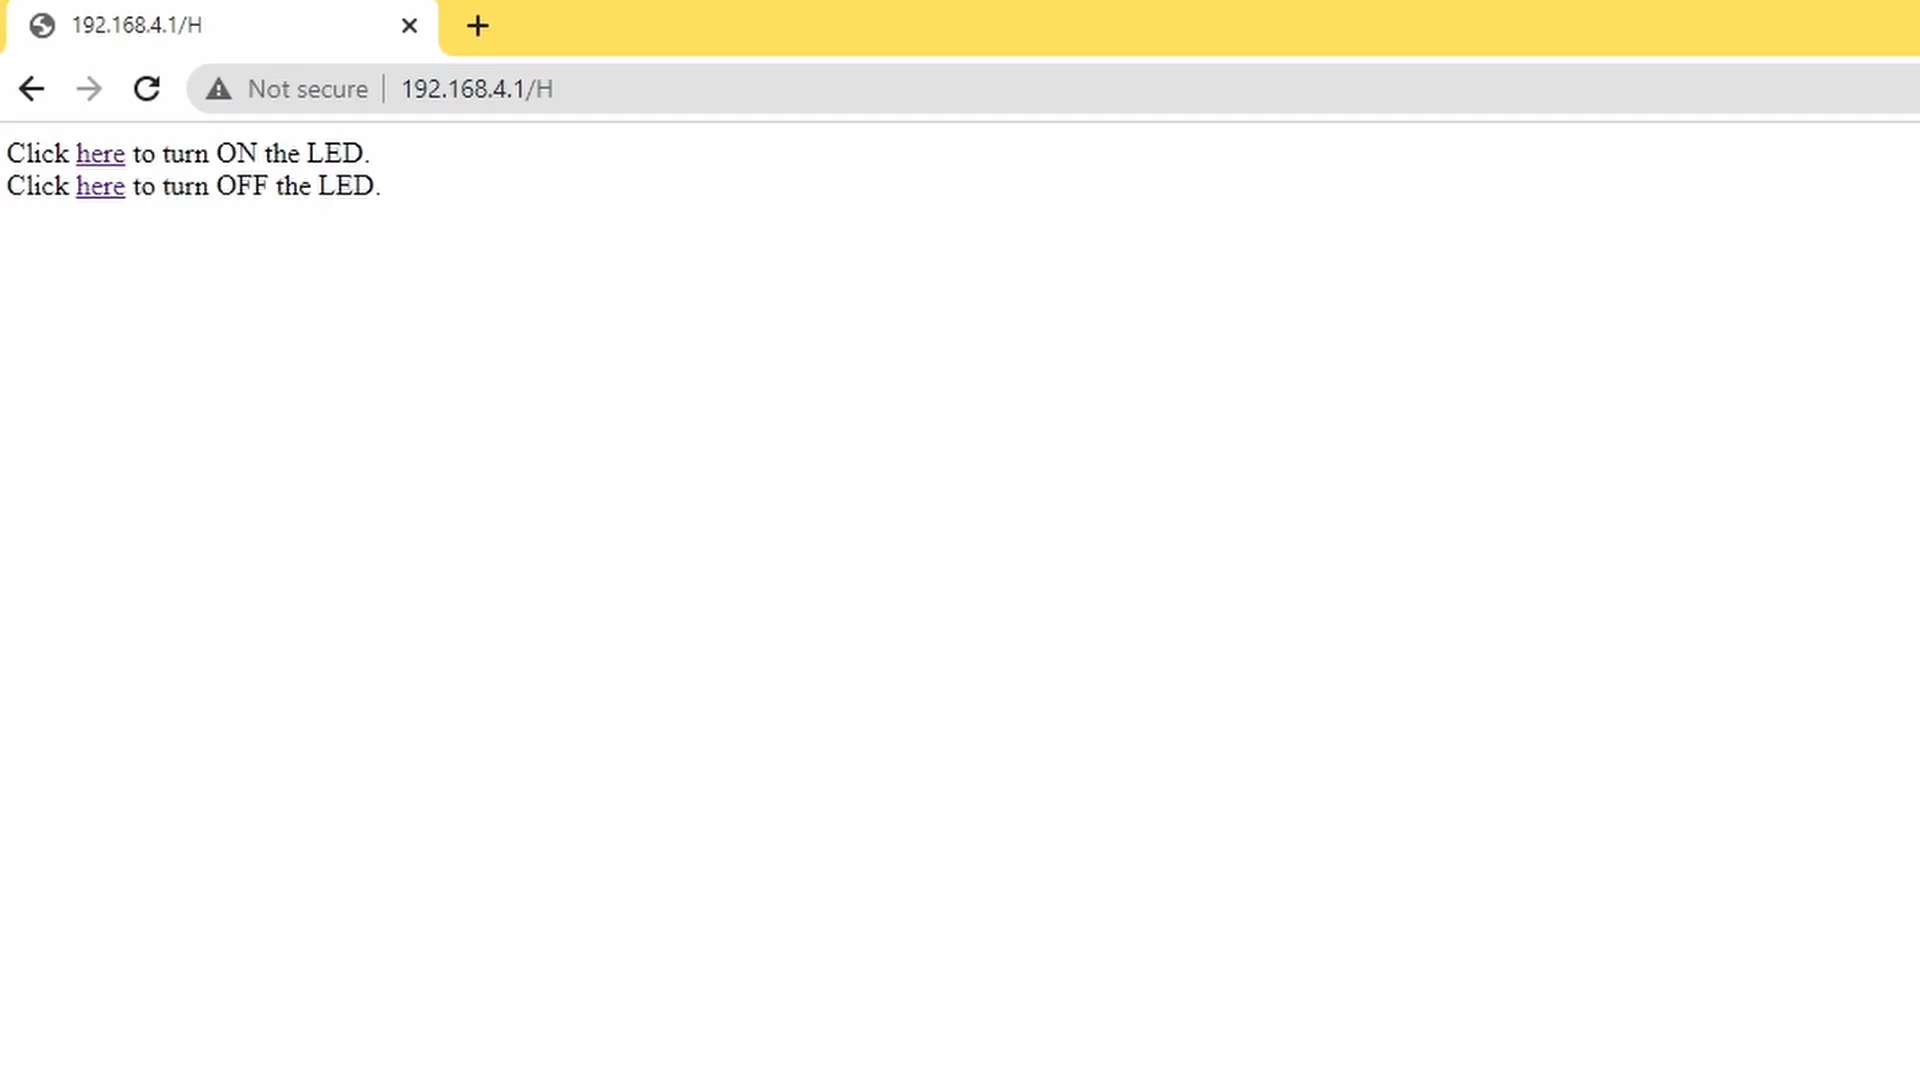 192.168.4.1/H
Not secure 192.168.4.1/H
Click here to turn ON the LED.
Click here to turn OFF the LED.